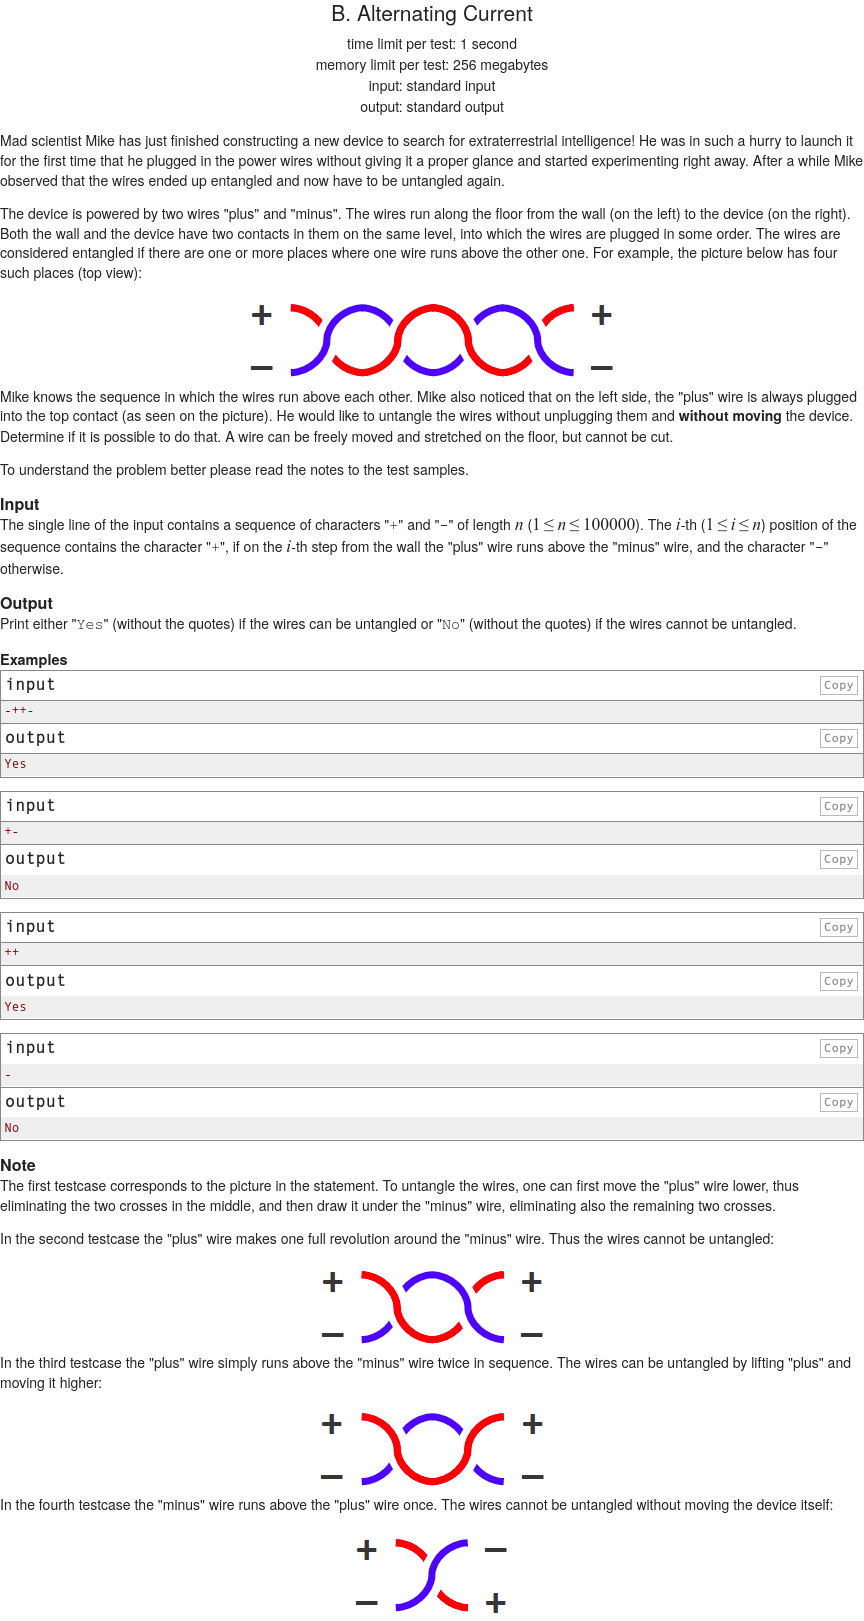 B. Alternating Current
time limit per test: 1 second
memory limit per test: 256 megabytes
input: standard input
output: standard output
Mad scientist Mike has just finished constructing a new device to search for extraterrestrial intelligence! He was in such a hurry to launch it
for the first time that he plugged in the power wires without giving it a proper glance and started experimenting right away. After a while Mike
observed that the wires ended up entangled and now have to be untangled again.
The device is powered by two wires "plus" and "minus". The wires run along the floor from the wall (on the left) to the device (on the right).
Both the wall and the device have two contacts in them on the same level, into which the wires are plugged in some order. The wires are
considered entangled if there are one or more places where one wire runs above the other one. For example, the picture below has four
such places (top view):
+ +
− −
Mike knows the sequence in which the wires run above each other. Mike also noticed that on the left side, the "plus" wire is always plugged
into the top contact (as seen on the picture). He would like to untangle the wires without unplugging them and without moving the device.
Determine if it is possible to do that. A wire can be freely moved and stretched on the floor, but cannot be cut.
To understand the problem better please read the notes to the test samples.
Input
The single line of the input contains a sequence of characters "+" and "−" of length n (1 ≤ n ≤ 100000). The i-th (1 ≤ i ≤ n) position of the
sequence contains the character "+", if on the i-th step from the wall the "plus" wire runs above the "minus" wire, and the character "−"
otherwise.
Output
Print either "Yes" (without the quotes) if the wires can be untangled or "No" (without the quotes) if the wires cannot be untangled.
Examples
input Copy
-++-
output Copy
Yes
input Copy
+-
output Copy
No
input Copy
++
output Copy
Yes
input Copy
-
output Copy
No
Note
The first testcase corresponds to the picture in the statement. To untangle the wires, one can first move the "plus" wire lower, thus
eliminating the two crosses in the middle, and then draw it under the "minus" wire, eliminating also the remaining two crosses.
In the second testcase the "plus" wire makes one full revolution around the "minus" wire. Thus the wires cannot be untangled:
+ +
− −
In the third testcase the "plus" wire simply runs above the "minus" wire twice in sequence. The wires can be untangled by lifting "plus" and
moving it higher:
+ +
− −
In the fourth testcase the "minus" wire runs above the "plus" wire once. The wires cannot be untangled without moving the device itself:
+ −
− +